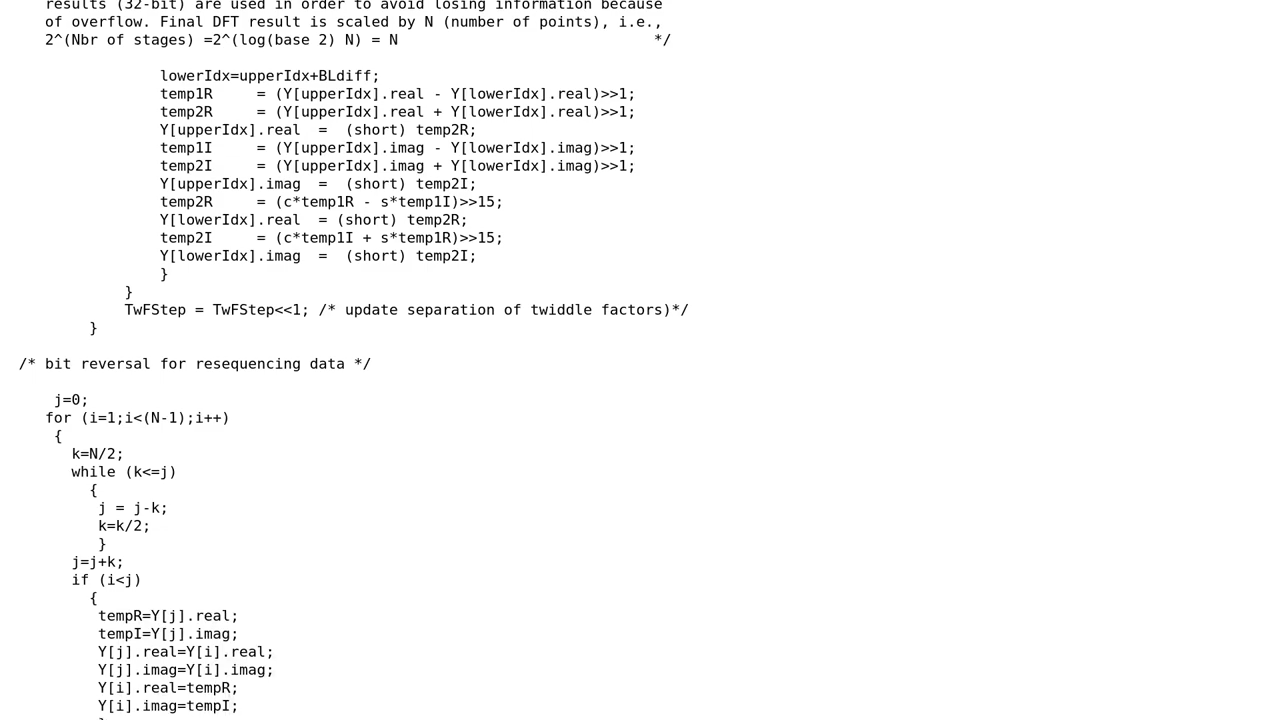 results (32-bit) are used in order to avoid losing information because
of overflow. Final DFT result is scaled by N (number of points), i.e.,
2^(Nbr of stages) =2^(log(base 2) N) = N                             */
lowerIdx=upperIdx+BLdiff;
temp1R     = (Y[upperIdx].real - Y[lowerIdx].real)>>1;
temp2R     = (Y[upperIdx].real + Y[lowerIdx].real)>>1;
Y[upperIdx].real  =  (short) temp2R;
temp1I     = (Y[upperIdx].imag - Y[lowerIdx].imag)>>1;
temp2I     = (Y[upperIdx].imag + Y[lowerIdx].imag)>>1;
Y[upperIdx].imag  =  (short) temp2I;
temp2R     = (c*temp1R - s*temp1I)>>15;
Y[lowerIdx].real  = (short) temp2R;
temp2I     = (c*temp1I + s*temp1R)>>15;
Y[lowerIdx].imag  =  (short) temp2I;
}
}
TwFStep = TwFStep<<1; /* update separation of twiddle factors)*/
}
/* bit reversal for resequencing data */
j=0;
for (i=1;i<(N-1);i++)
{
k=N/2;
while (k<=j)
{
j = j-k;
k=k/2;
}
j=j+k;
if (i<j)
{
tempR=Y[j].real;
tempI=Y[j].imag;
Y[j].real=Y[i].real;
Y[j].imag=Y[i].imag;
Y[i].real=tempR;
Y[i].imag=tempI;